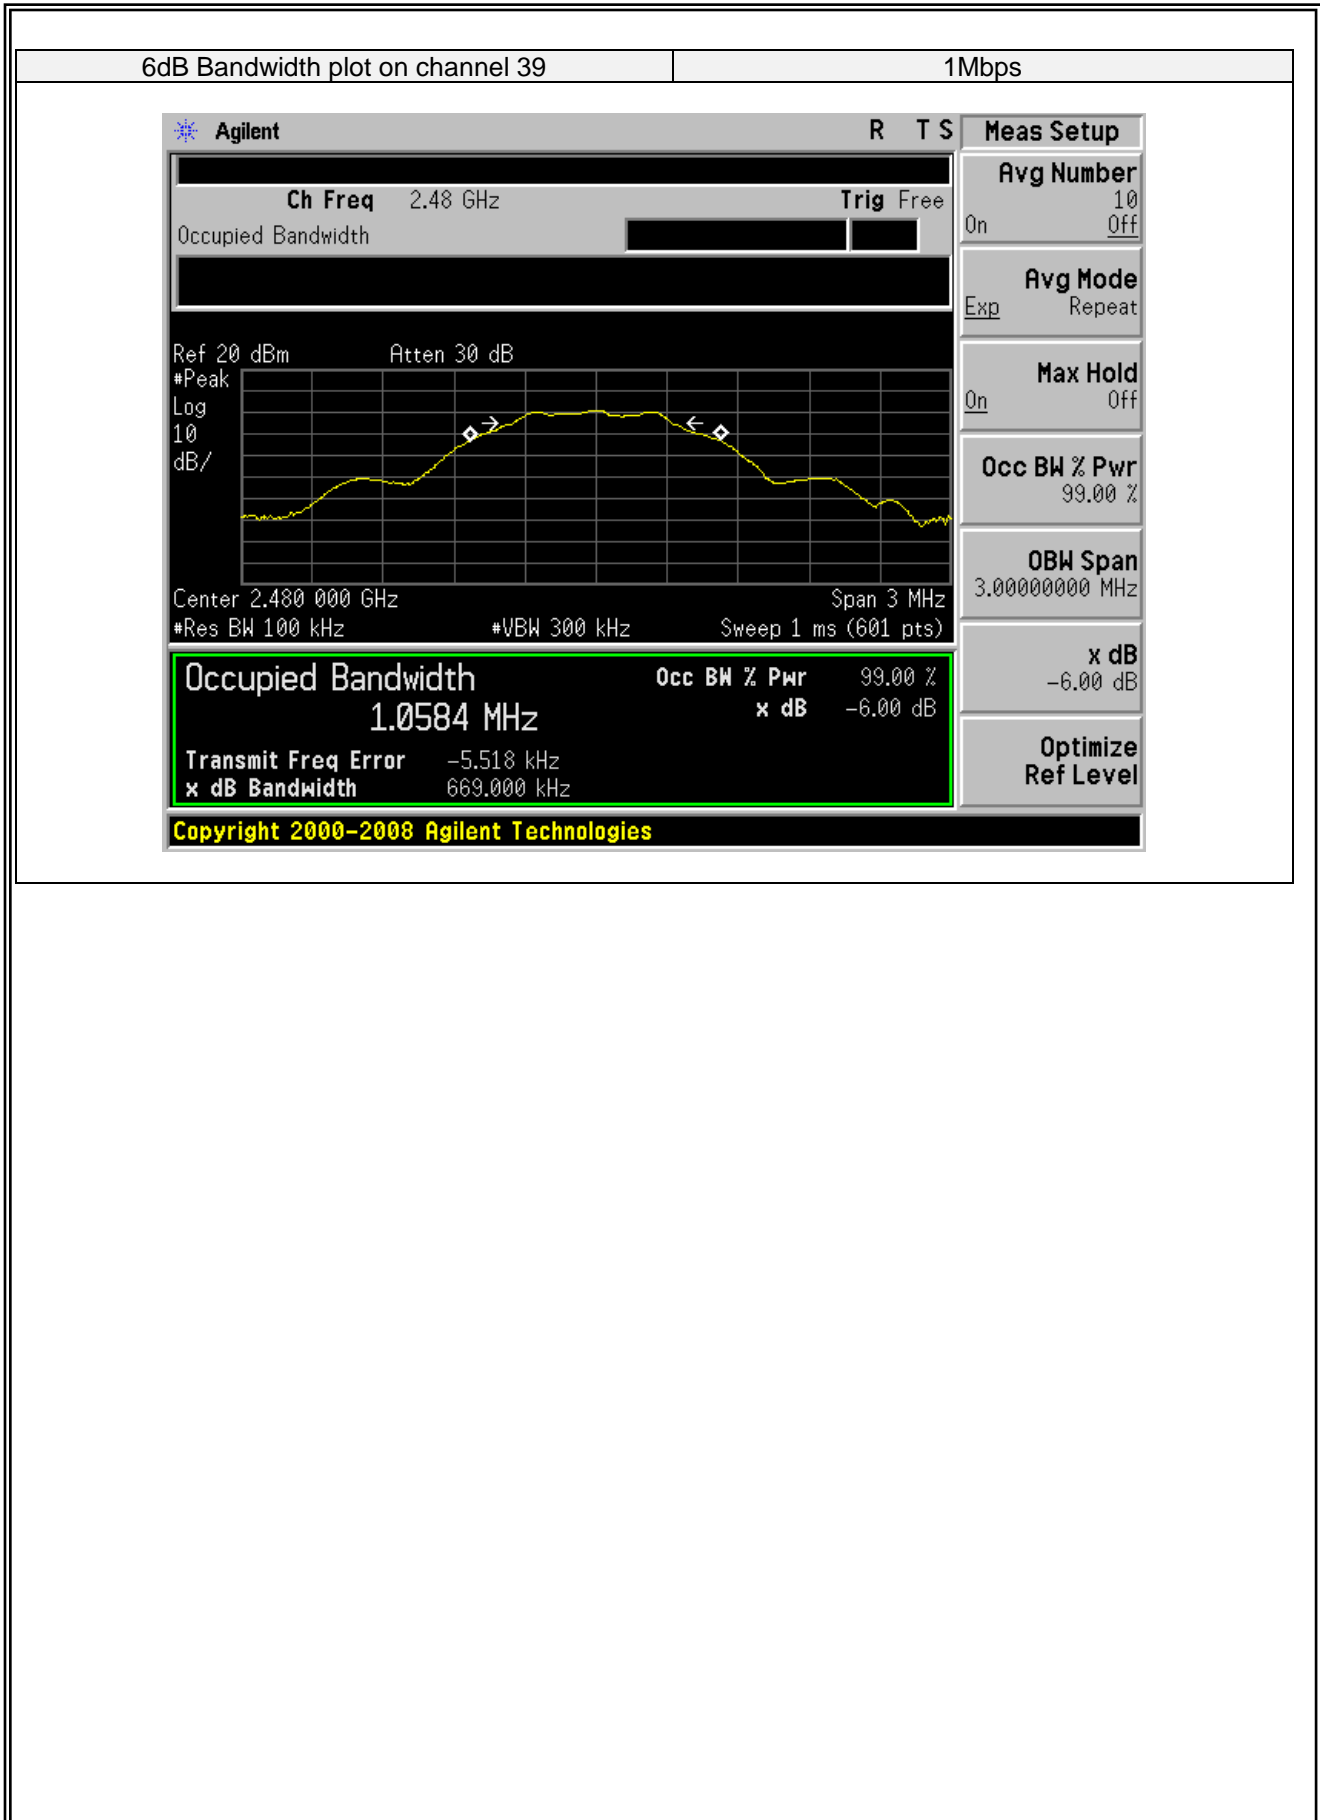 6dB Bandwidth plot on channel 39 1Mbps
Agilent R T S Meas Setup
Ch Freq 2.48 GHz Trig Free
Occupied Bandwidth
Avg Number
10
On Off
Avg Mode
Exp Repeat
Max Hold
On Off
Occ BW % Pwr
99.00 %
OBW Span
3.00000000 MHz
x dB
-6.00 dB
Optimize
Ref Level
Ref 20 dBm Atten 30 dB
#Peak
Log
10
dB/
Center 2.480 000 GHz Span 3 MHz
#Res BW 100 kHz #VBW 300 kHz Sweep 1 ms (601 pts)
Occupied Bandwidth Occ BW % Pwr 99.00 %
1.0584 MHz x dB -6.00 dB
Transmit Freq Error -5.518 kHz
x dB Bandwidth 669.000 kHz
Copyright 2000-2008 Agilent Technologies